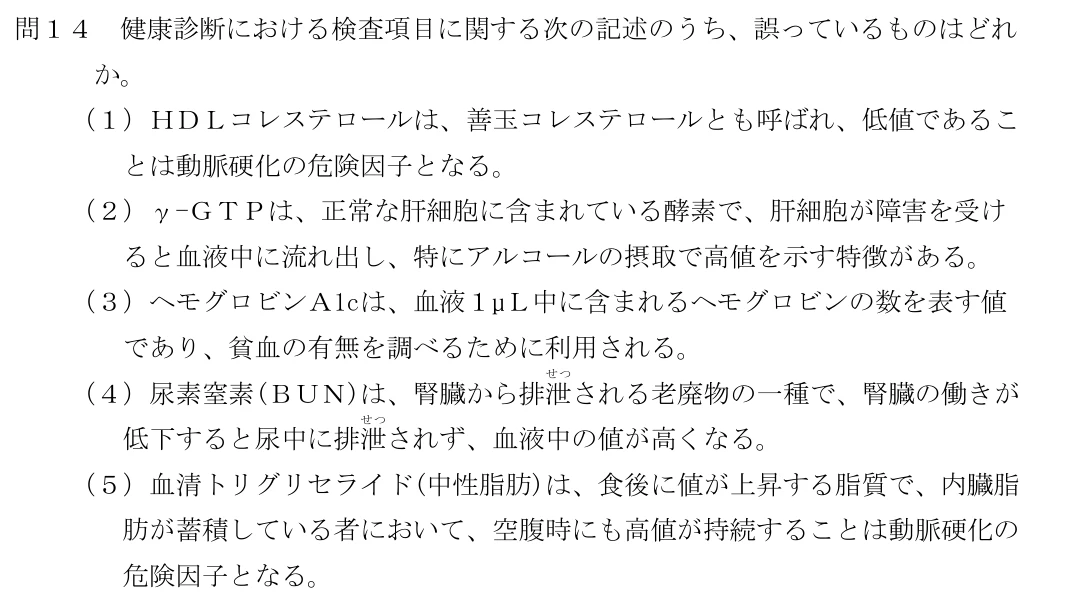 問１４　健康診断における検査項目に関する次の記述のうち、誤っているものはどれ
か。
（１）ＨＤＬコレステロールは、善玉コレステロールとも呼ばれ、低値であるこ
とは動脈硬化の危険因子となる。
（２）γ-ＧＴＰは、正常な肝細胞に含まれている酵素で、肝細胞が障害を受け
ると血液中に流れ出し、特にアルコールの摂取で高値を示す特徴がある。
（３）ヘモグロビンＡ1cは、血液１μＬ中に含まれるヘモグロビンの数を表す値
であり、貧血の有無を調べるために利用される。
せつ
（４）尿素窒素(ＢＵＮ)は、腎臓から排泄される老廃物の一種で、腎臓の働きが
せつ
低下すると尿中に排泄されず、血液中の値が高くなる。
（５）血清トリグリセライド(中性脂肪)は、食後に値が上昇する脂質で、内臓脂
肪が蓄積している者において、空腹時にも高値が持続することは動脈硬化の
危険因子となる。